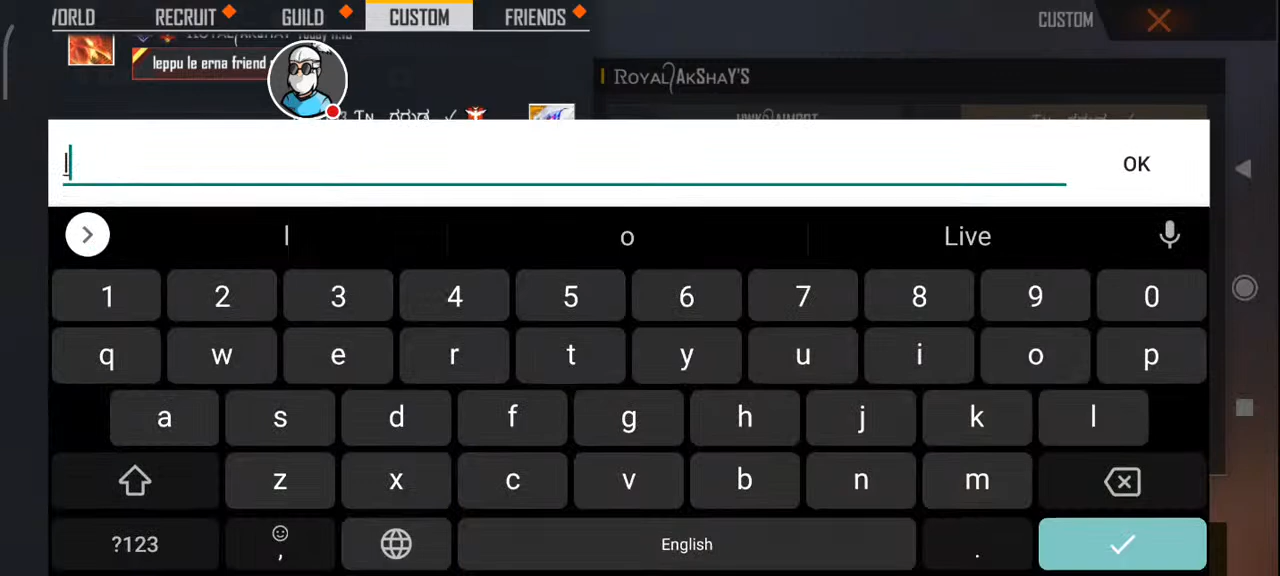 RECRUIT
GUILD
CUSTOM
FRIENDS
CUSTOM
leppu le erna friend
ROYAL AKSHAY'S
l
OK
l
o
Live
1 2 3 4 5 6 7 8 9 0
q w e r t y u i o p
a s d f g h j k l
z x c v b n m
?123
,
English
.